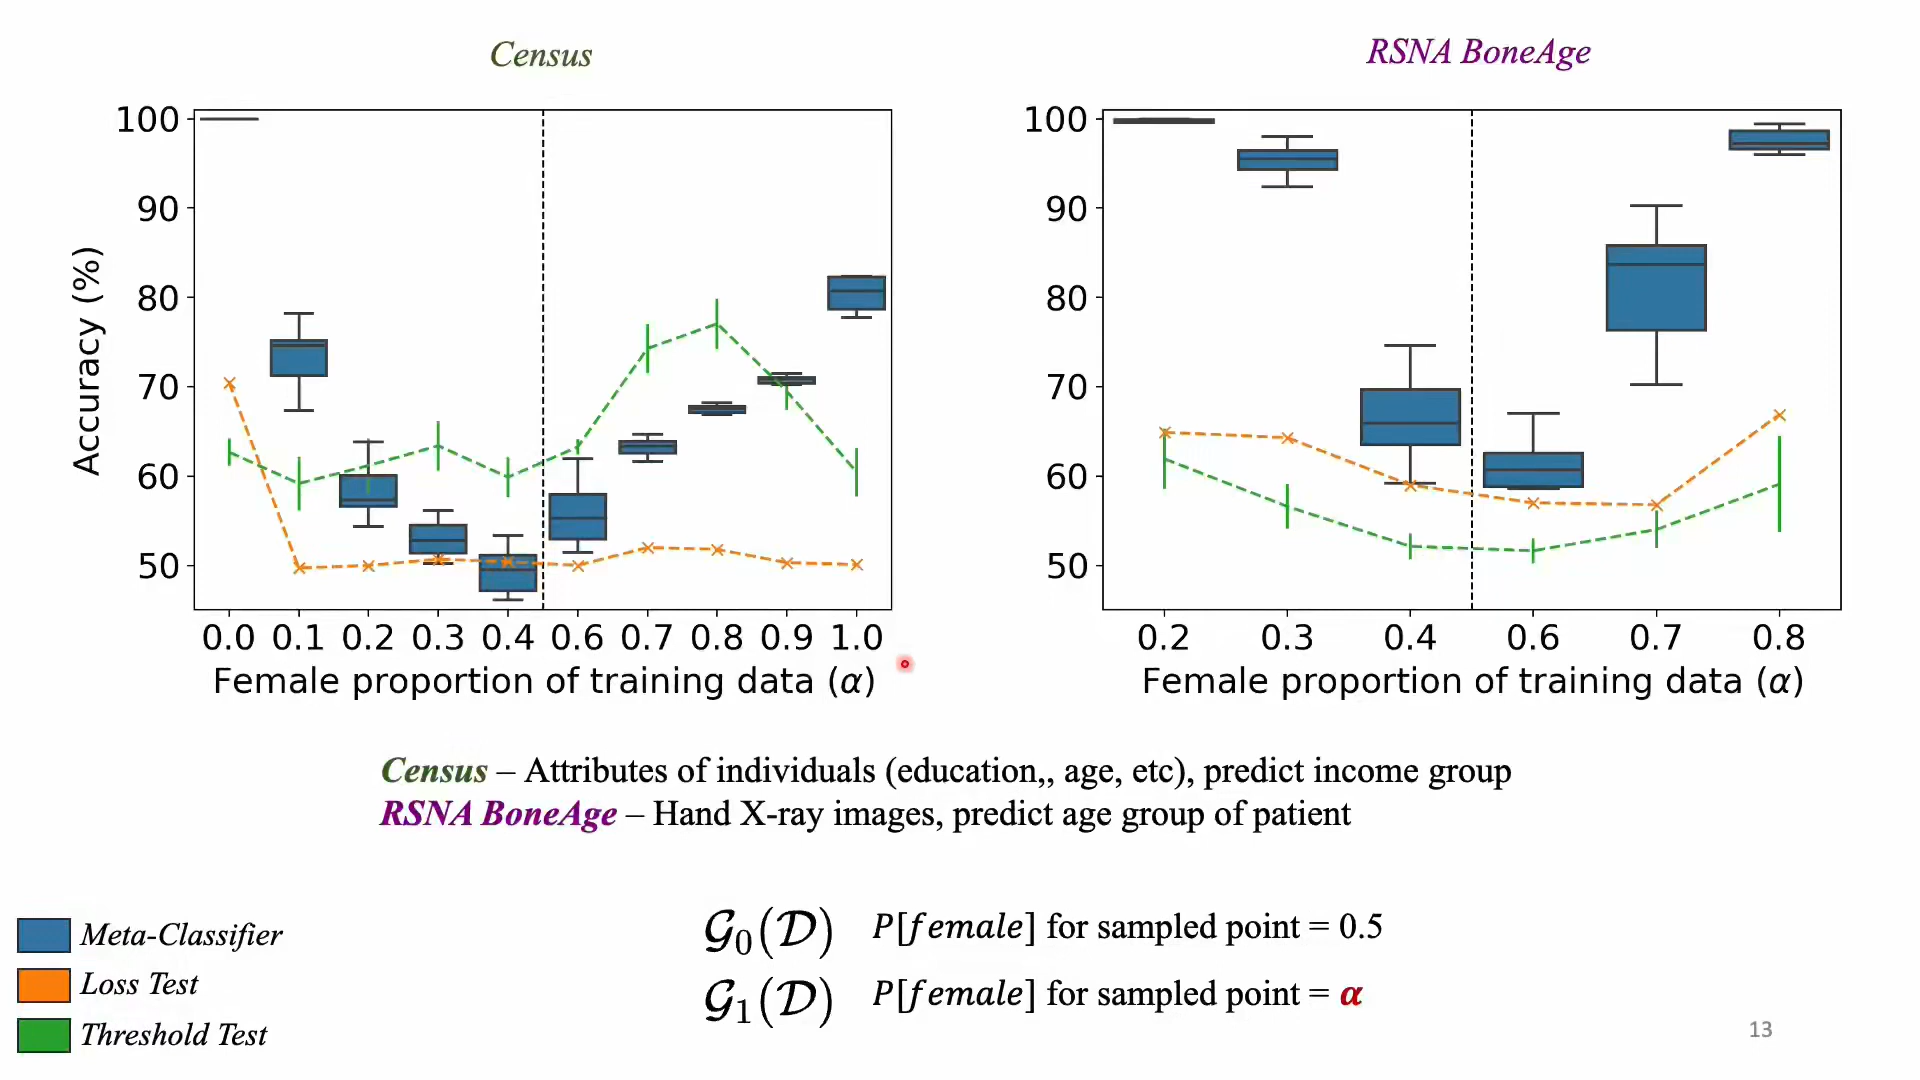 Census
RSNA BoneAge
100
90
80
70
60
50
Accuracy (%)
0.0 0.1 0.2 0.3 0.4 0.6 0.7 0.8 0.9 1.0
Female proportion of training data (α)
100
90
80
70
60
50
0.2 0.3 0.4 0.6 0.7 0.8
Female proportion of training data (α)
Census – Attributes of individuals (education,, age, etc), predict income group
RSNA BoneAge – Hand X-ray images, predict age group of patient
Meta-Classifier
Loss Test
Threshold Test
𝒢₀(𝒟) P[female] for sampled point = 0.5
𝒢₁(𝒟) P[female] for sampled point = α
13